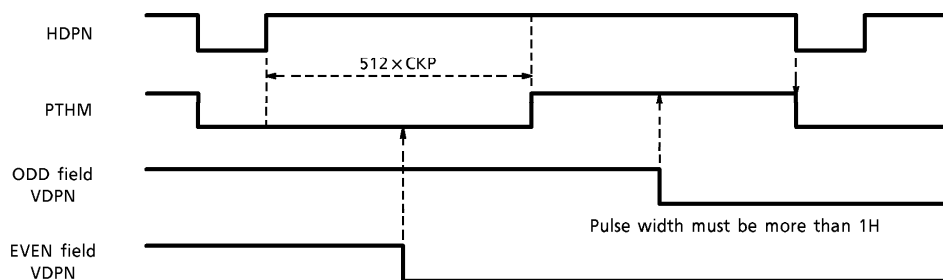 HDPN
512×CKP
PTHM
ODD field
VDPN
Pulse width must be more than 1H
EVEN field
VDPN